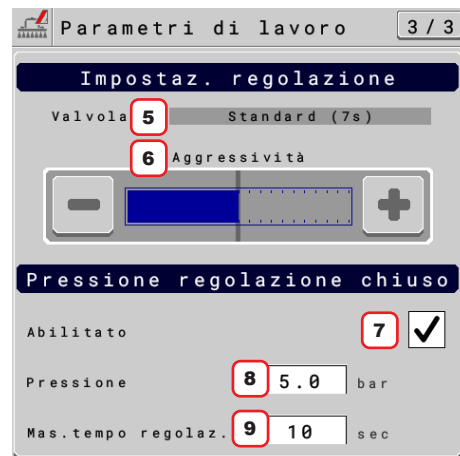 Parametri di lavoro 3 / 3
Impostaz. regolazione
Valvola 5 Standard (7s)
6 Aggressività
Pressione regolazione chiuso
Abilitato 7
Pressione 8 5.0 bar
Mas.tempo regolaz. 9 10 sec